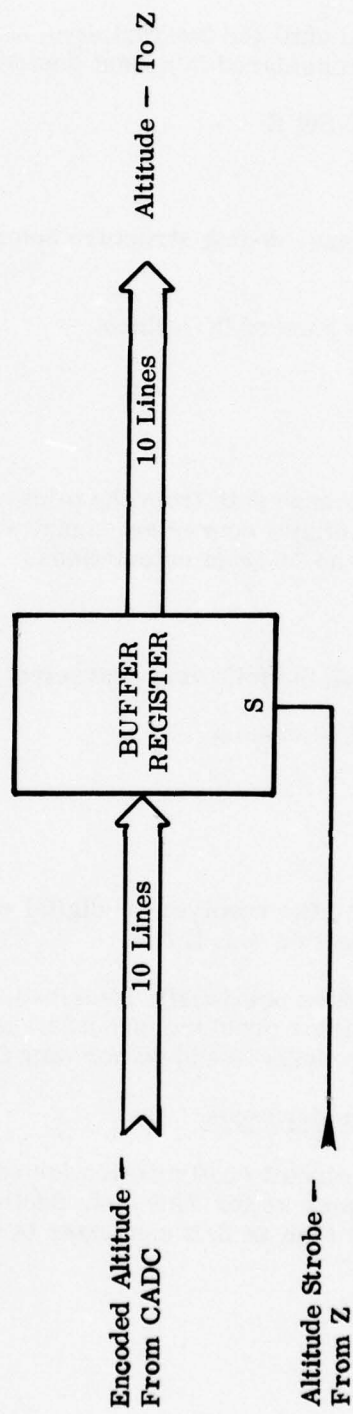 Encoded Altitude —
From CADC
10 Lines
BUFFER
REGISTER
S
10 Lines
Altitude — To Z
Altitude Strobe —
From Z